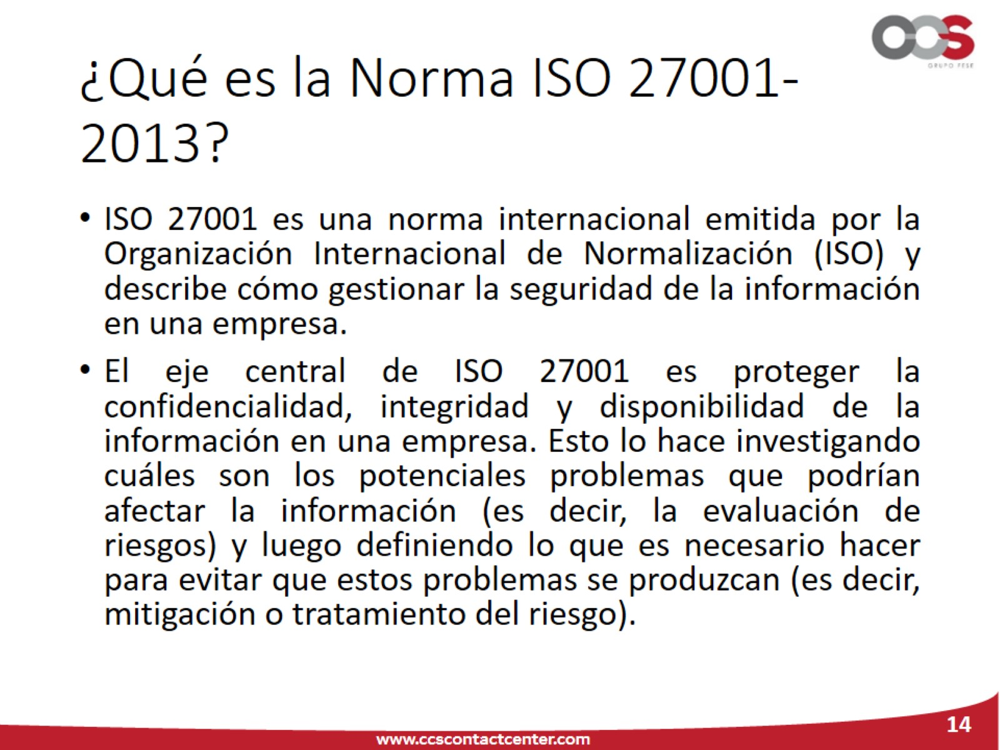 CCS
GRUPO FESE
¿Qué es la Norma ISO 27001-
2013?
• ISO 27001 es una norma internacional emitida por la
Organización Internacional de Normalización (ISO) y
describe cómo gestionar la seguridad de la información
en una empresa.
• El eje central de ISO 27001 es proteger la
confidencialidad, integridad y disponibilidad de la
información en una empresa. Esto lo hace investigando
cuáles son los potenciales problemas que podrían
afectar la información (es decir, la evaluación de
riesgos) y luego definiendo lo que es necesario hacer
para evitar que estos problemas se produzcan (es decir,
mitigación o tratamiento del riesgo).
14
www.ccscontactcenter.com